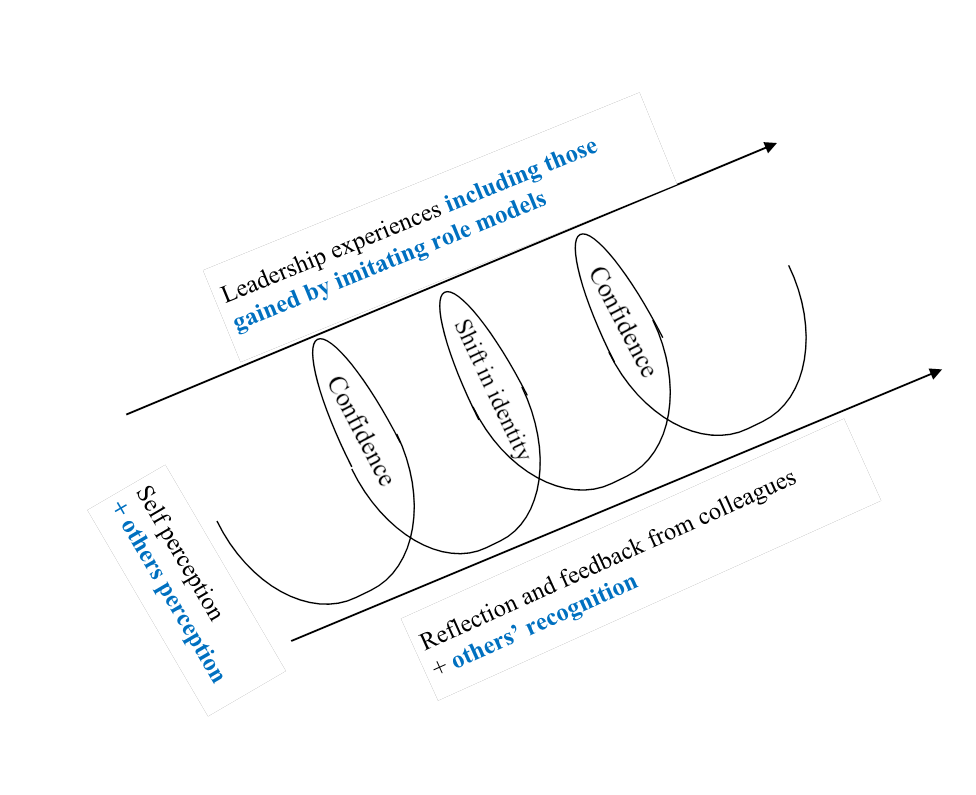 Leadership experiences including those
gained by imitating role models
Confidence
Shift in identity
Confidence
Self perception
+ others perception
Reflection and feedback from colleagues
+ others’ recognition